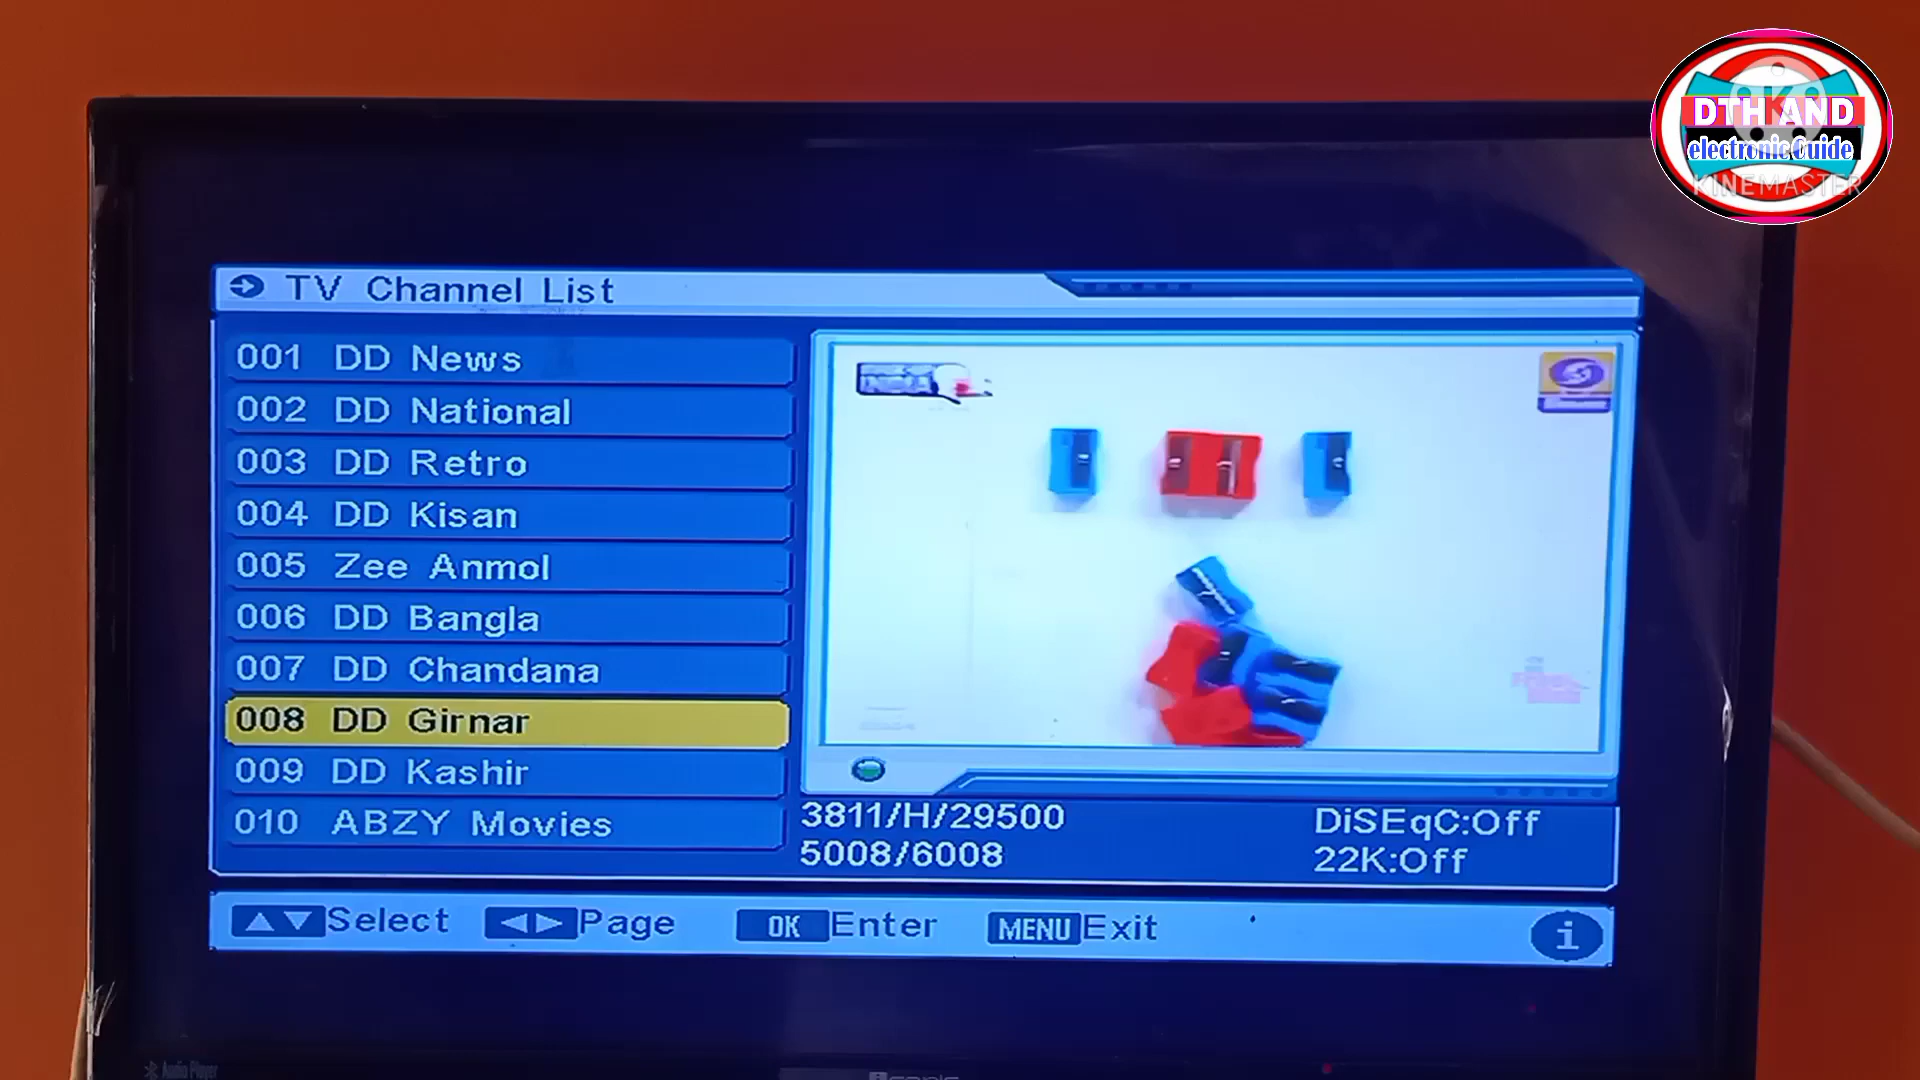 DTH AND
electronic Guide
KINEMASTER
TV Channel List
001 DD News
002 DD National
003 DD Retro
004 DD Kisan
005 Zee Anmol
006 DD Bangla
007 DD Chandana
008 DD Girnar
009 DD Kashir
010 ABZY Movies
3811/H/29500
5008/6008
DiSEqC:Off
22K:Off
Select Page OK Enter MENU Exit i
Audio Player